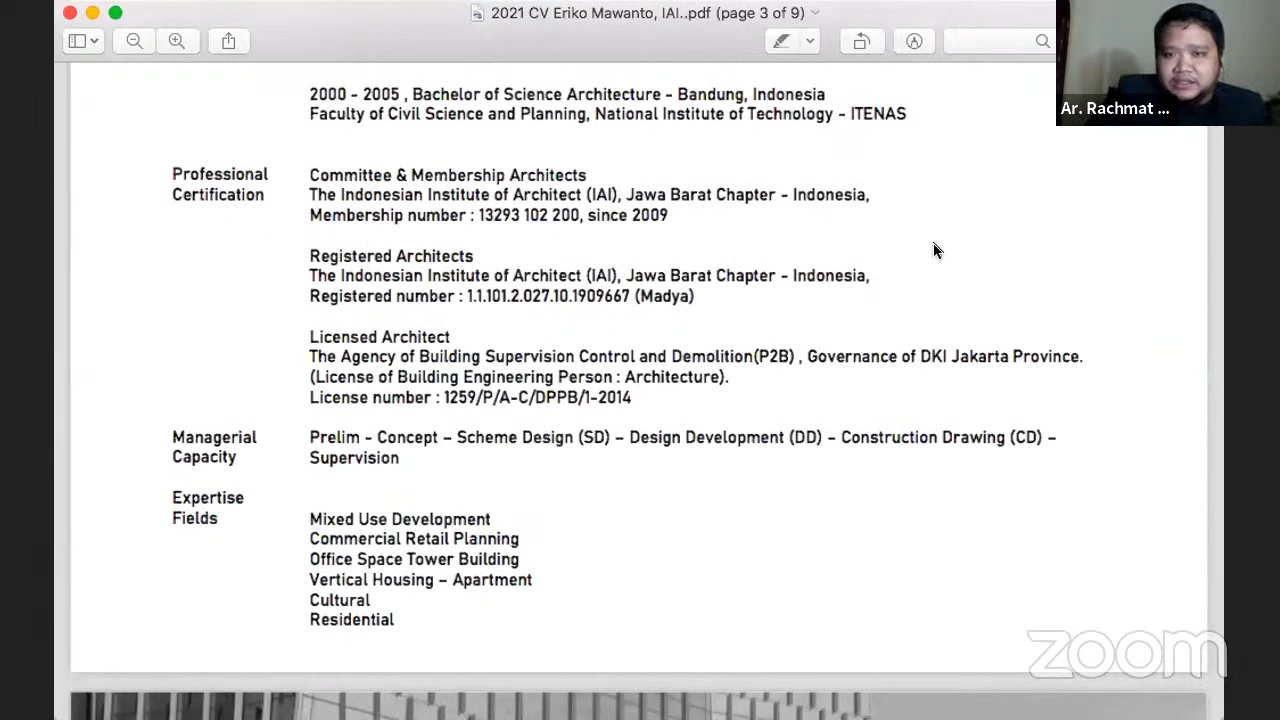 2021 CV Eriko Mawanto, IAI..pdf (page 3 of 9)
Ar. Rachmat ...
2000 - 2005 , Bachelor of Science Architecture - Bandung, Indonesia
Faculty of Civil Science and Planning, National Institute of Technology - ITENAS
Professional
Certification
Committee & Membership Architects
The Indonesian Institute of Architect (IAI), Jawa Barat Chapter - Indonesia,
Membership number : 13293 102 200, since 2009
Registered Architects
The Indonesian Institute of Architect (IAI), Jawa Barat Chapter - Indonesia,
Registered number : 1.1.101.2.027.10.1909667 (Madya)
Licensed Architect
The Agency of Building Supervision Control and Demolition(P2B) , Governance of DKI Jakarta Province.
(License of Building Engineering Person : Architecture).
License number : 1259/P/A-C/DPPB/1-2014
Managerial
Capacity
Prelim - Concept – Scheme Design (SD) – Design Development (DD) – Construction Drawing (CD) –
Supervision
Expertise
Fields
Mixed Use Development
Commercial Retail Planning
Office Space Tower Building
Vertical Housing – Apartment
Cultural
Residential
zoom